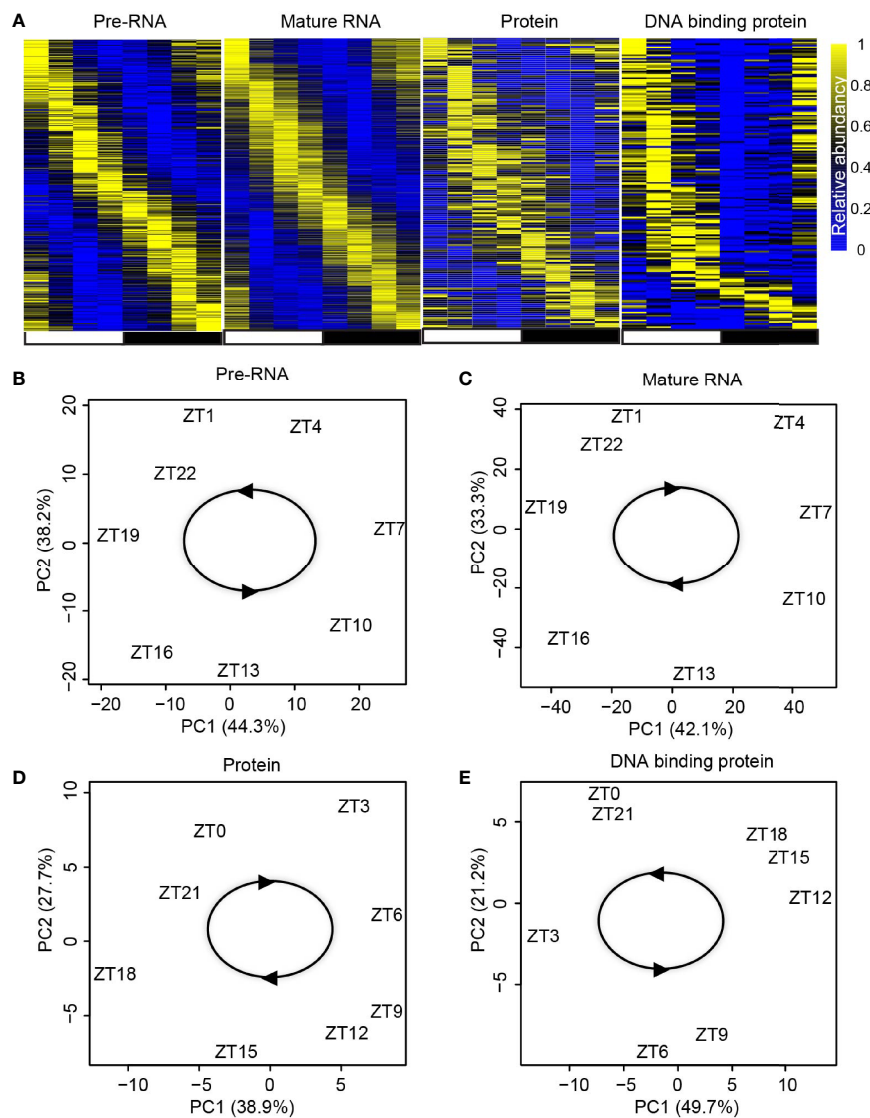 A
Pre-RNA
Mature RNA
Protein
DNA binding protein
1
0.8
0.6
0.4
0.2
0
Relative abundancy
B
Pre-RNA
20
10
0
−10
−20
PC2 (38.2%)
ZT1
ZT4
ZT22
ZT19
ZT7
ZT10
ZT16
ZT13
−20 −10 0 10 20
PC1 (44.3%)
C
Mature RNA
40
20
0
−20
−40
PC2 (33.3%)
ZT1
ZT4
ZT22
ZT19
ZT7
ZT10
ZT16
ZT13
−40 −20 0 20 40
PC1 (42.1%)
D
Protein
10
5
0
−5
PC2 (27.7%)
ZT3
ZT0
ZT21
ZT6
ZT18
ZT9
ZT12
ZT15
−10 −5 0 5
PC1 (38.9%)
E
DNA binding protein
5
0
−5
PC2 (21.2%)
ZT0
ZT21
ZT18
ZT15
ZT12
ZT3
ZT9
ZT6
−10 −5 0 5 10
PC1 (49.7%)